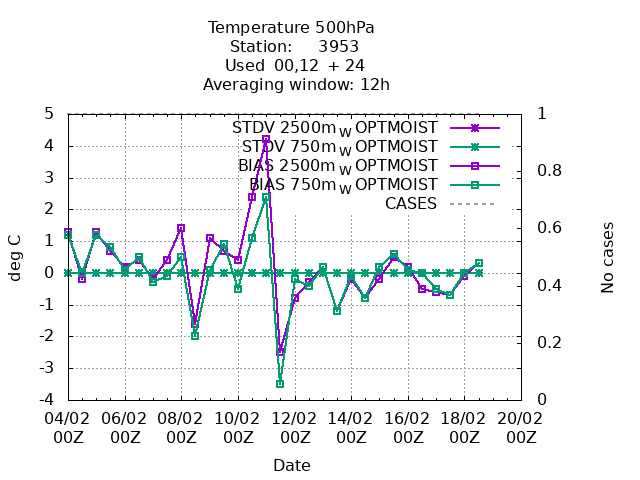 Temperature 500hPa
Station: 3953
Used 00,12 + 24
Averaging window: 12h
5 1
STDV 2500m W OPTMOIST
4
STDV 750m W OPTMOIST
BIAS 2500m W OPTMOIST
0.8
3
BIAS 750m W OPTMOIST
CASES
2
0.6
1
deg C
No cases
0
0.4
-1
-2
0.2
-3
-4 0
04/02 06/02 08/02 10/02 12/02 14/02 16/02 18/02 20/02
00Z 00Z 00Z 00Z 00Z 00Z 00Z 00Z 00Z
Date